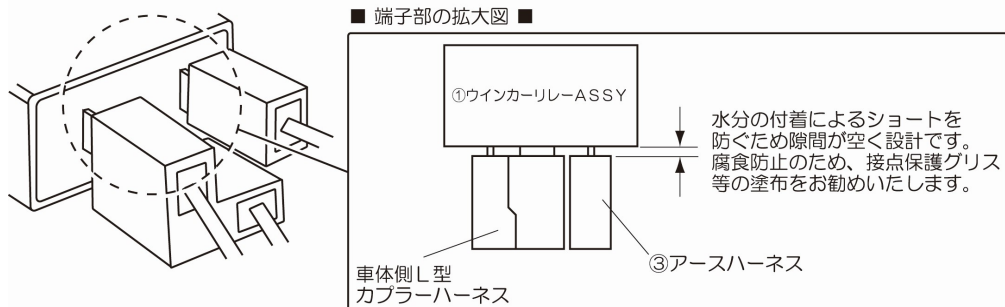 ■ 端子部の拡大図 ■
①ウインカーリレーASSY
水分の付着によるショートを
防ぐため隙間が空く設計です。
腐食防止のため、接点保護グリス
等の塗布をお勧めいたします。
③アースハーネス
車体側L型
カプラーハーネス